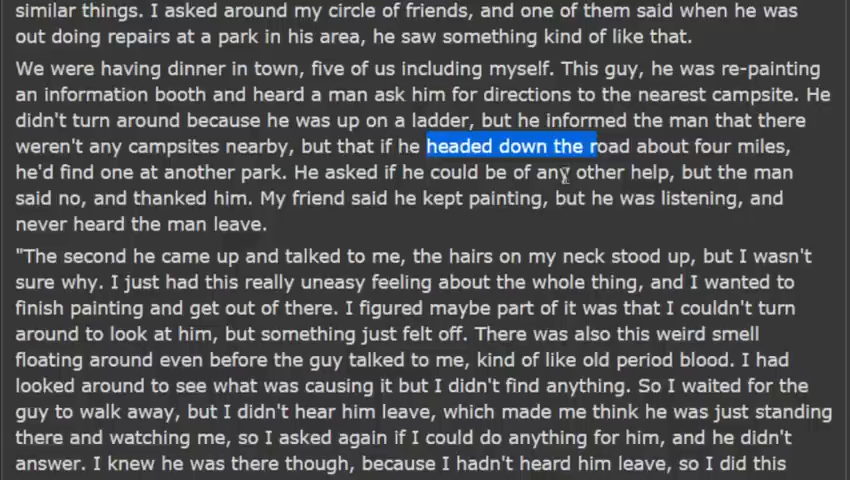 similar things. I asked around my circle of friends, and one of them said when he was
out doing repairs at a park in his area, he saw something kind of like that.
We were having dinner in town, five of us including myself. This guy, he was re-painting
an information booth and heard a man ask him for directions to the nearest campsite. He
didn't turn around because he was up on a ladder, but he informed the man that there
weren't any campsites nearby, but that if he headed down the road about four miles,
he'd find one at another park. He asked if he could be of any other help, but the man
said no, and thanked him. My friend said he kept painting, but he was listening, and
never heard the man leave.
"The second he came up and talked to me, the hairs on my neck stood up, but I wasn't
sure why. I just had this really uneasy feeling about the whole thing, and I wanted to
finish painting and get out of there. I figured maybe part of it was that I couldn't turn
around to look at him, but something just felt off. There was also this weird smell
floating around even before the guy talked to me, kind of like old period blood. I had
looked around to see what was causing it but I didn't find anything. So I waited for the
guy to walk away, but I didn't hear him leave, which made me think he was just standing
there and watching me, so I asked again if I could do anything for him, and he didn't
answer. I knew he was there though, because I hadn't heard him leave, so I did this